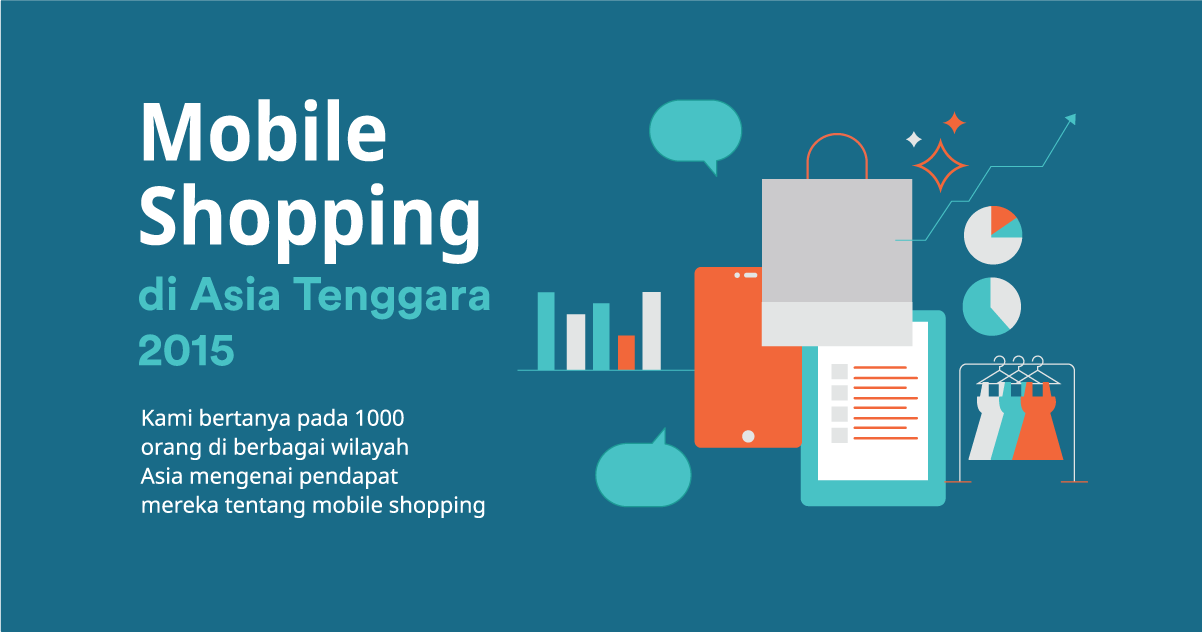 Mobile
Shopping
di Asia Tenggara
2015
Kami bertanya pada 1000
orang di berbagai wilayah
Asia mengenai pendapat
mereka tentang mobile shopping